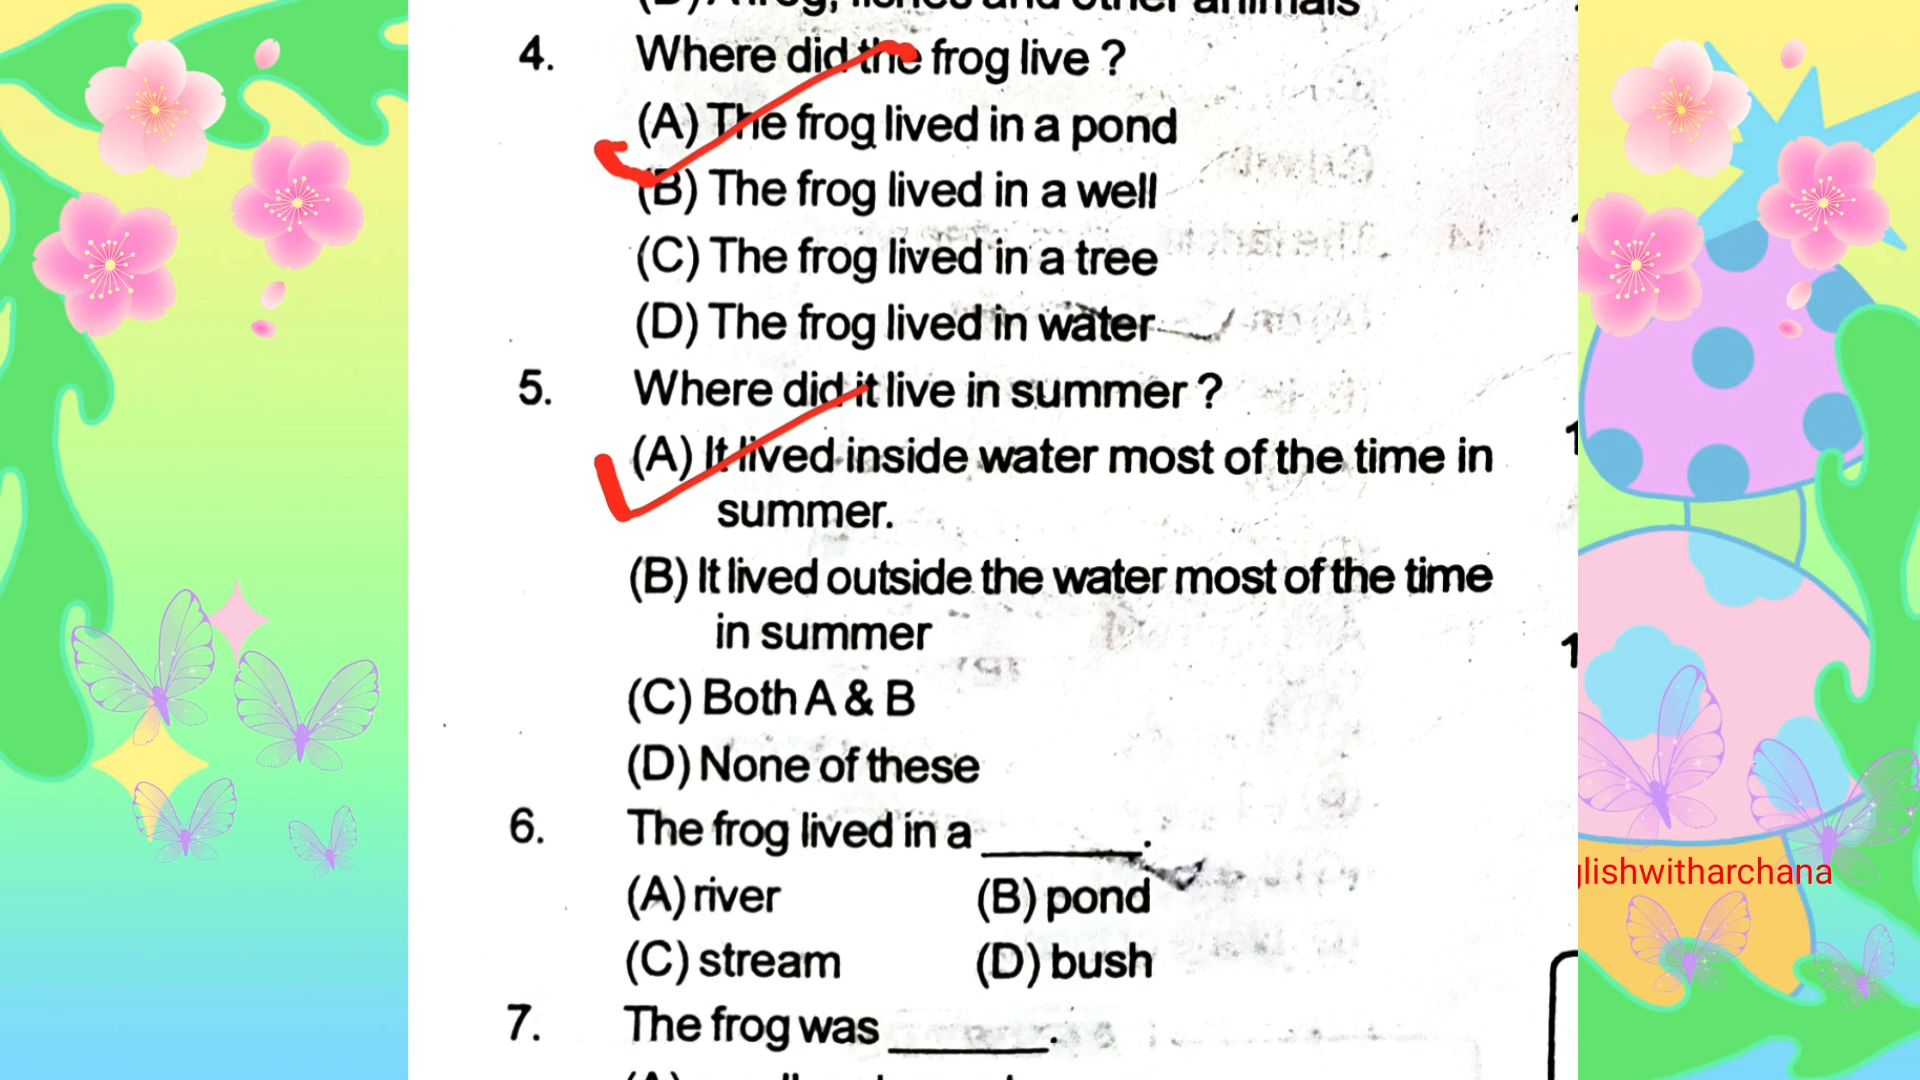 4. Where did the frog live ?
(A) The frog lived in a pond
(B) The frog lived in a well
(C) The frog lived in a tree
(D) The frog lived in water
5. Where did it live in summer ?
(A) It lived inside water most of the time in
summer.
(B) It lived outside the water most of the time
in summer
(C) Both A & B
(D) None of these
6. The frog lived in a ________.
(A) river (B) pond
(C) stream (D) bush
7. The frog was ________.
glishwitharchana